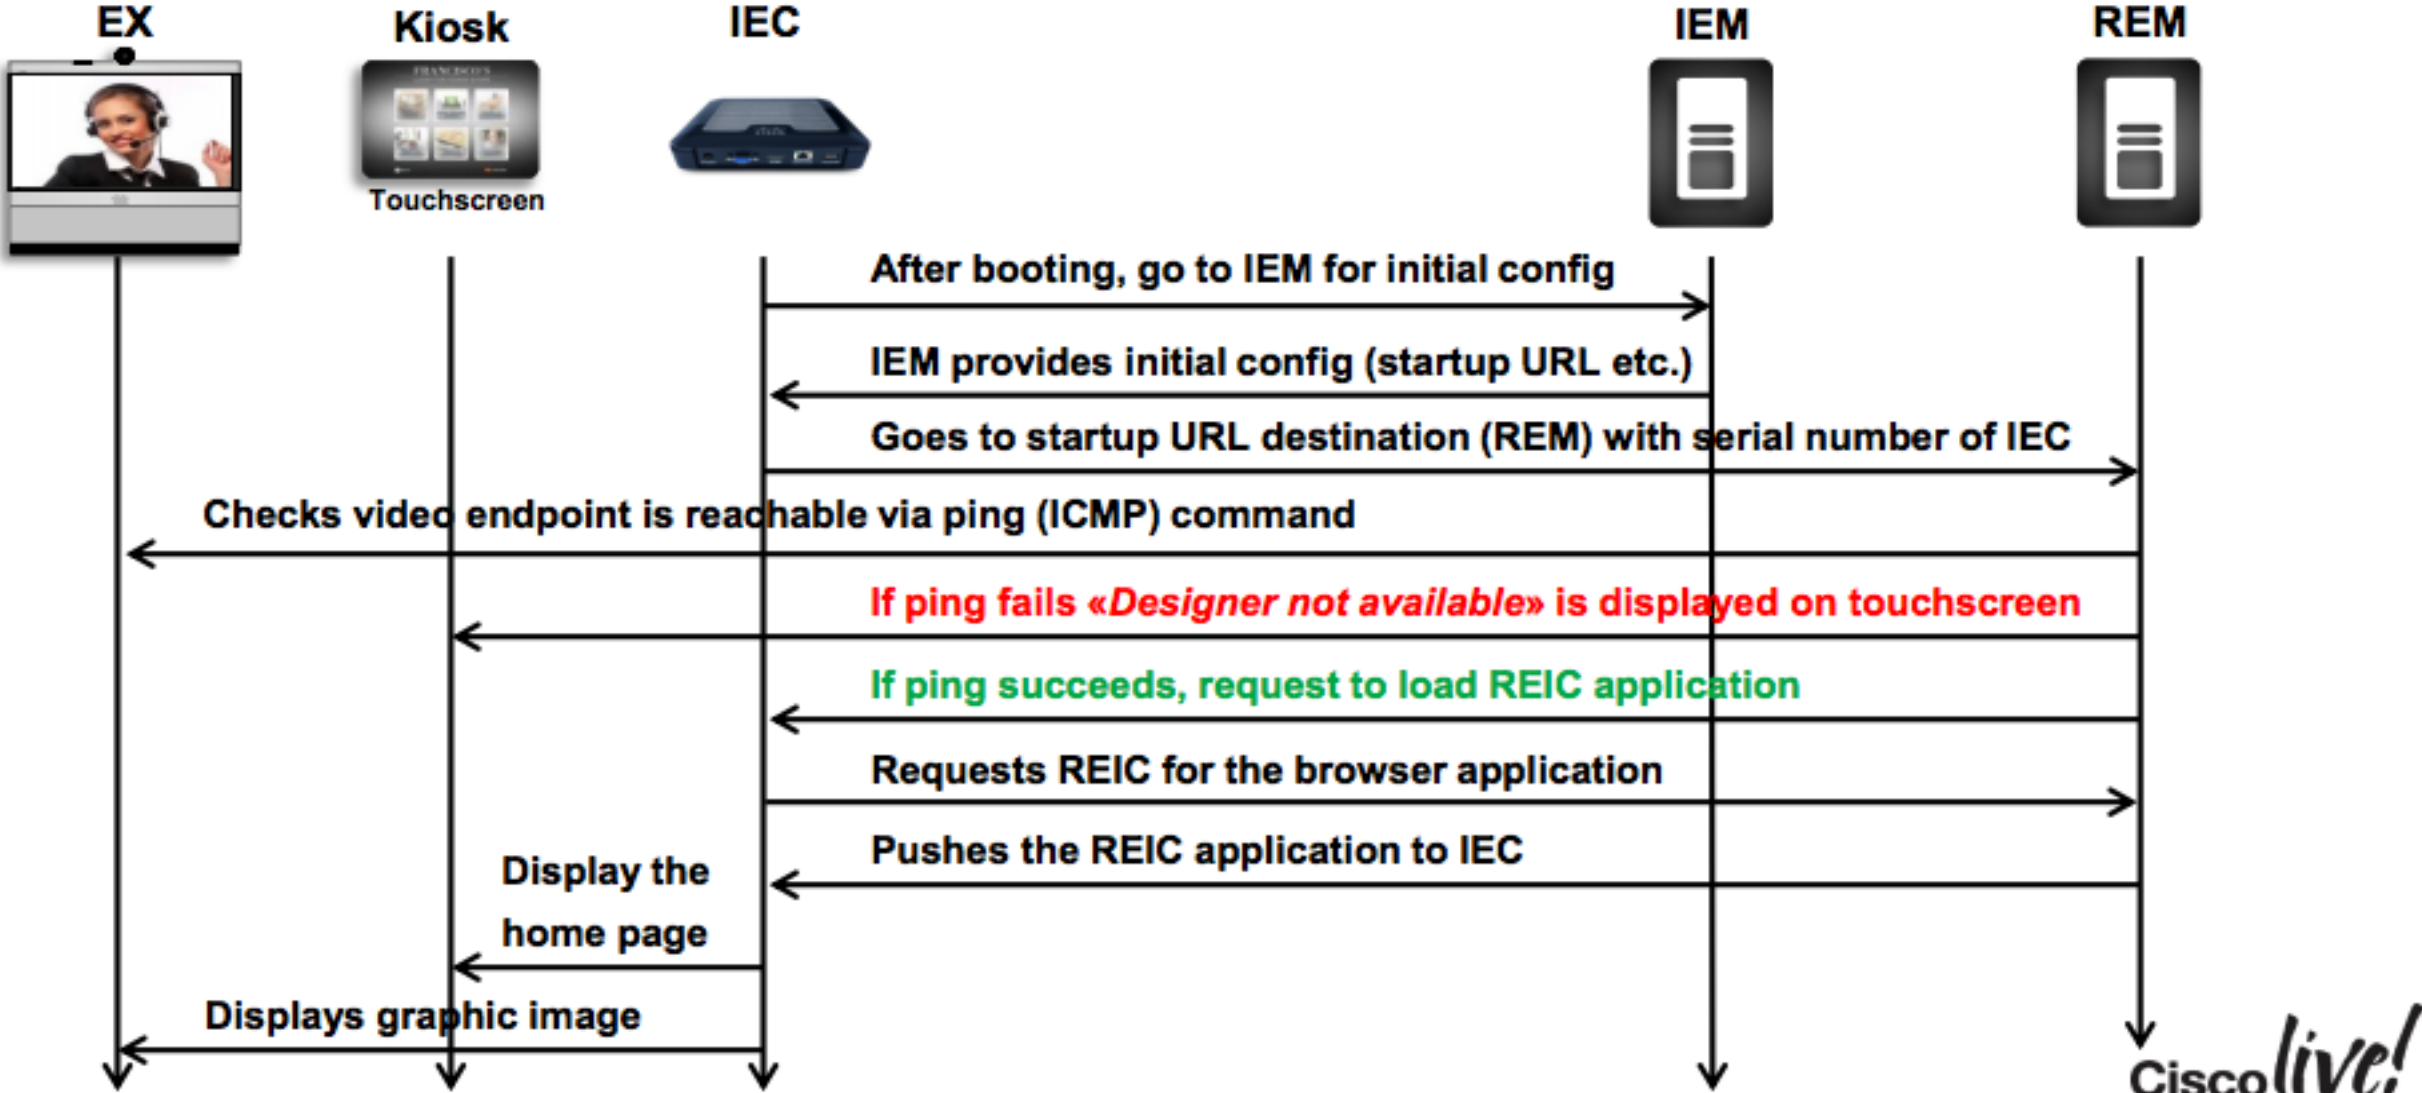 EX
Kiosk
IEC
IEM
REM
FRANCISCO'S
Touchscreen
After booting, go to IEM for initial config
IEM provides initial config (startup URL etc.)
Goes to startup URL destination (REM) with serial number of IEC
Checks video endpoint is reachable via ping (ICMP) command
If ping fails «Designer not available» is displayed on touchscreen
If ping succeeds, request to load REIC application
Requests REIC for the browser application
Pushes the REIC application to IEC
Display the
home page
Displays graphic image
Cisco live!